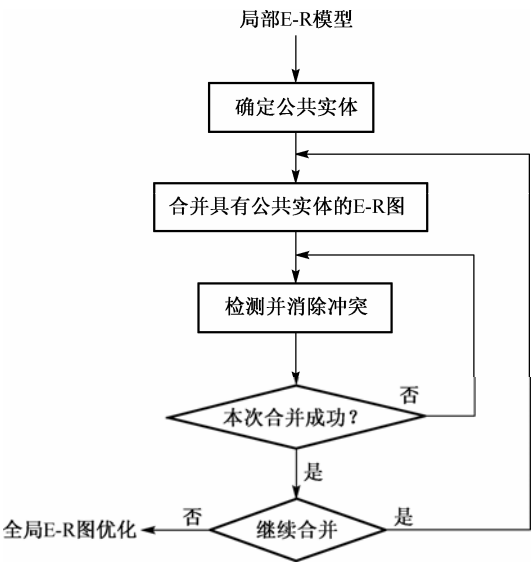 局部E-R模型
确定公共实体
合并具有公共实体的E-R图
检测并消除冲突
否
本次合并成功？
是
否
是
全局E-R图优化
继续合并